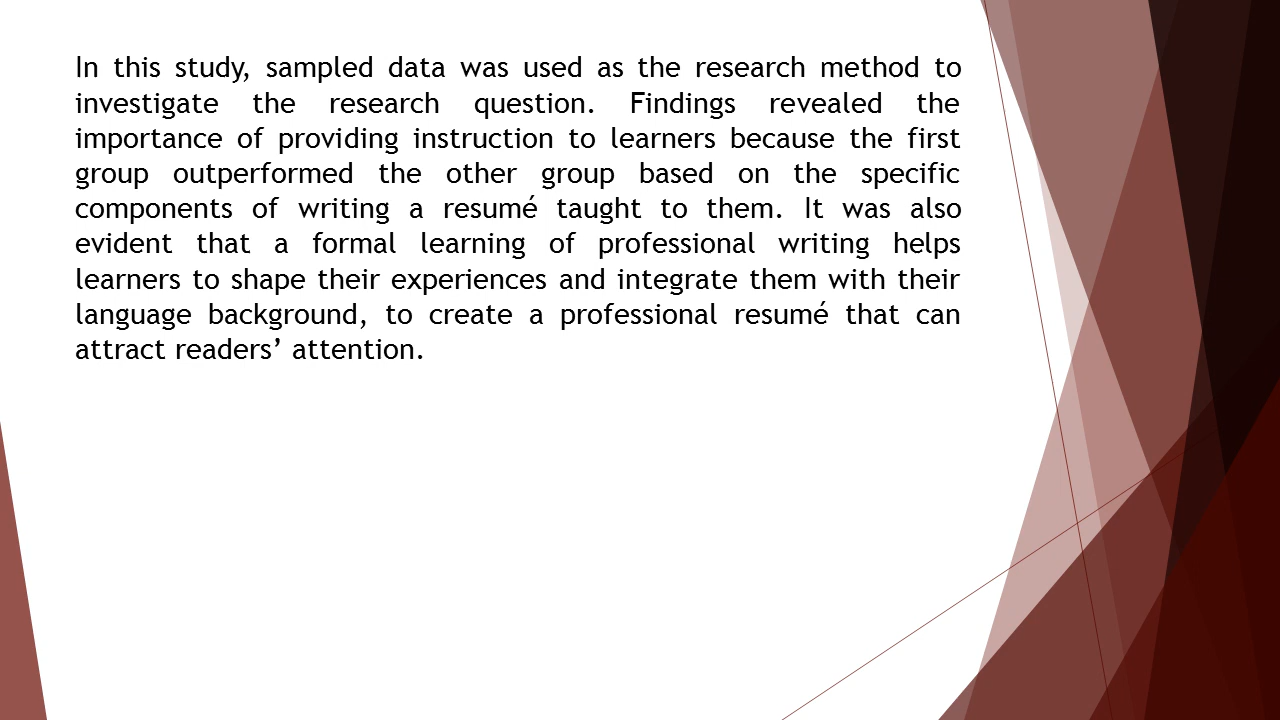 In this study, sampled data was used as the research method to
investigate the research question. Findings revealed the
importance of providing instruction to learners because the first
group outperformed the other group based on the specific
components of writing a resumé taught to them. It was also
evident that a formal learning of professional writing helps
learners to shape their experiences and integrate them with their
language background, to create a professional resumé that can
attract readers’ attention.